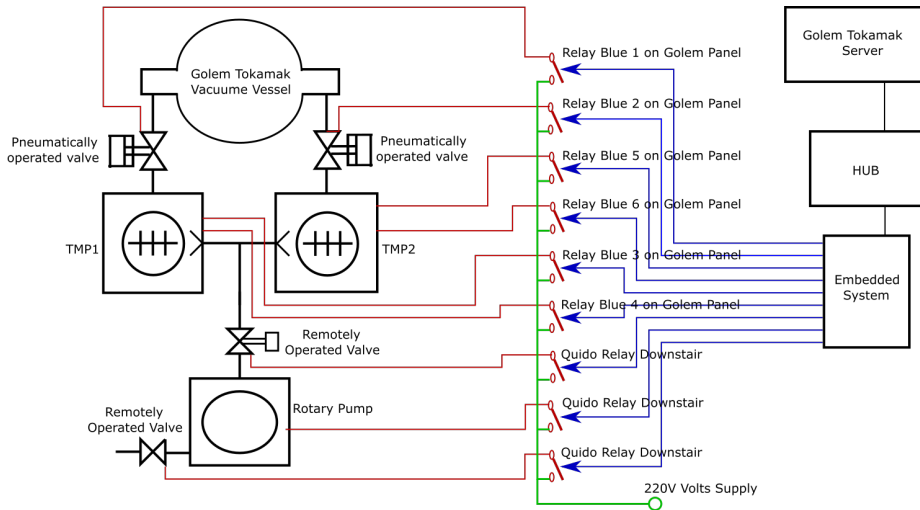 Golem Tokamak
Vacuume Vessel
Pneumatically
operated valve
Pneumatically
operated valve
TMP1
TMP2
Remotely
Operated Valve
Rotary Pump
Remotely
Operated Valve
Relay Blue 1 on Golem Panel
Relay Blue 2 on Golem Panel
Relay Blue 5 on Golem Panel
Relay Blue 6 on Golem Panel
Relay Blue 3 on Golem Panel
Relay Blue 4 on Golem Panel
Quido Relay Downstair
Quido Relay Downstair
Quido Relay Downstair
220V Volts Supply
Golem Tokamak
Server
HUB
Embedded
System